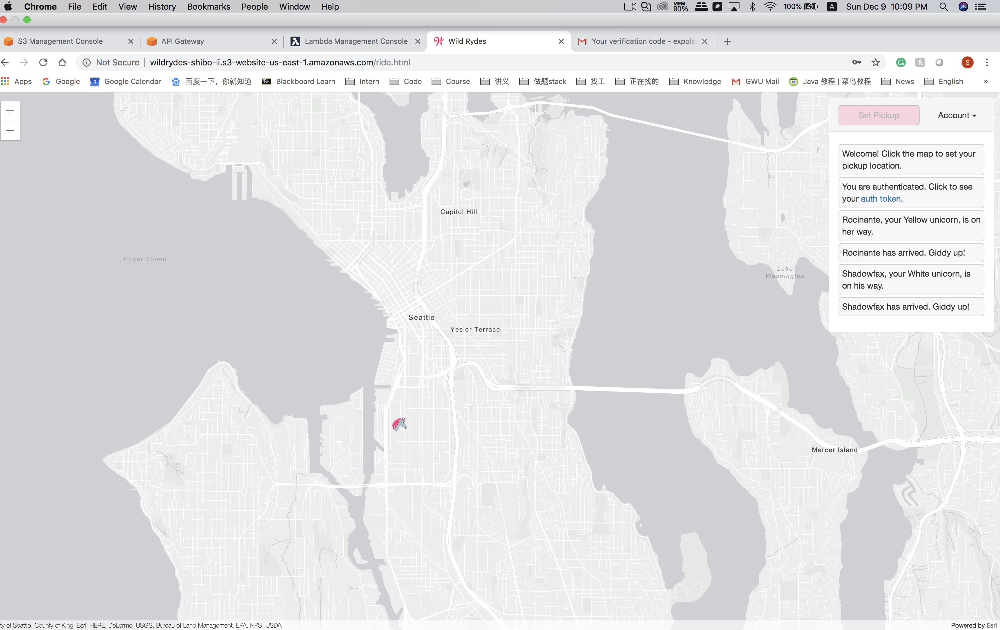 Chrome File Edit View History Bookmarks People Window Help MEM 90% 100% A Sun Dec 9 10:09 PM
S3 Management Console API Gateway Lambda Management Console Wild Rydes Your verification code - expole
Not Secure wildrydes-shibo-li.s3-website-us-east-1.amazonaws.com/ride.html S
Apps Google 8 Google Calendar 百度一下，你就知道 Bb Blackboard Learn Intern Code Course 讲义 做题stack 找工 正在找的 Knowledge GWU Mail Java 教程 | 菜鸟教程 News English »
Set Pickup Account
Welcome! Click the map to set your
pickup location.
You are authenticated. Click to see
your auth token.
Rocinante, your Yellow unicorn, is on
her way.
Rocinante has arrived. Giddy up!
Shadowfax, your White unicorn, is
on his way.
Shadowfax has arrived. Giddy up!
Capitol Hill
Puget Sound
Lake
Washington
Seattle
Yesler Terrace
Mercer Island
ty of Seattle, County of King, Esri, HERE, DeLorme, USGS, Bureau of Land Management, EPA, NPS, USDA
Powered by Esri